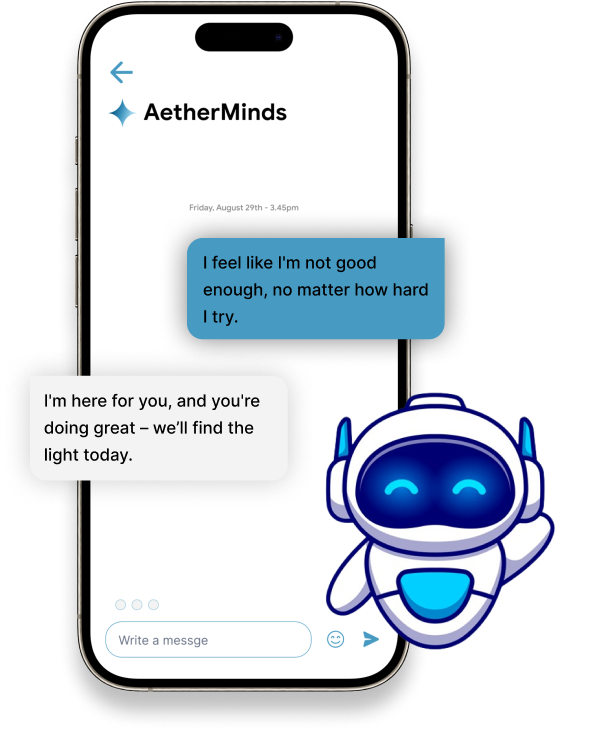 AetherMinds
Friday, August 29th - 3.45pm
I feel like I'm not good
enough, no matter how hard
I try.
I'm here for you, and you're
doing great – we’ll find the
light today.
Write a messge